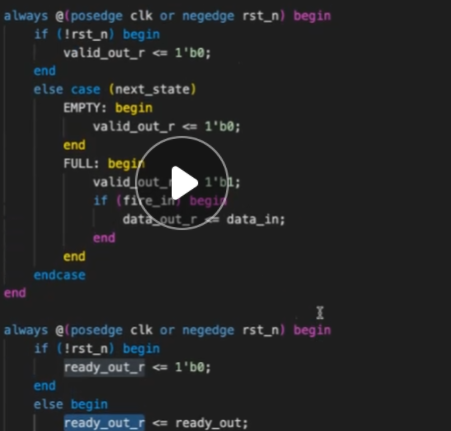 always @(posedge clk or negedge rst_n) begin
    if (!rst_n) begin
        valid_out_r <= 1'b0;
    end
    else case (next_state)
        EMPTY: begin
            valid_out_r <= 1'b0;
        end
        FULL: begin
            valid_out_r <= 1'b1;
            if (fire_in) begin
                data_out_r <= data_in;
            end
        end
    endcase
end

always @(posedge clk or negedge rst_n) begin
    if (!rst_n) begin
        ready_out_r <= 1'b0;
    end
    else begin
        ready_out_r <= ready_out;